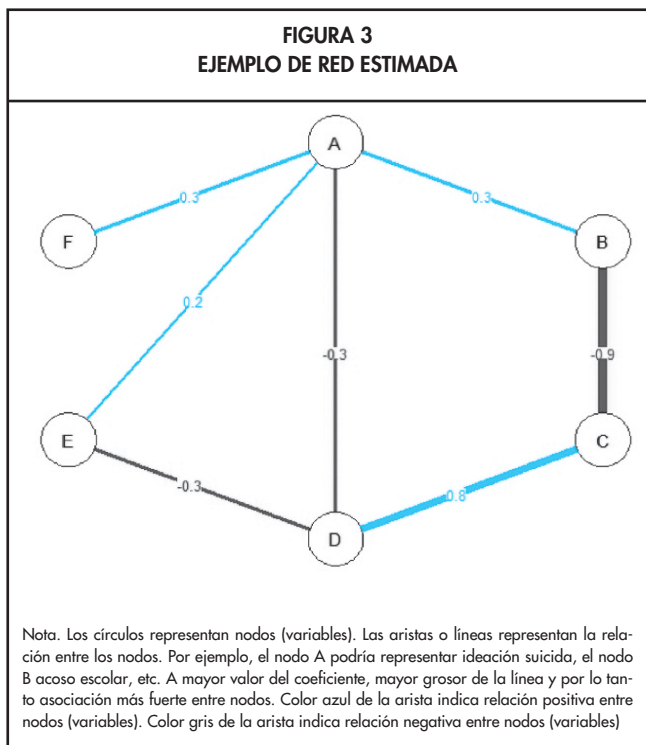 FIGURA 3
EJEMPLO DE RED ESTIMADA
A
0.3
0.3
F
B
0.2
-0.3
-0.9
E
C
-0.3
0.8
D
Nota. Los círculos representan nodos (variables). Las aristas o líneas representan la rela-
ción entre los nodos. Por ejemplo, el nodo A podría representar ideación suicida, el nodo
B acoso escolar, etc. A mayor valor del coeficiente, mayor grosor de la línea y por lo tan-
to asociación más fuerte entre nodos. Color azul de la arista indica relación positiva entre
nodos (variables). Color gris de la arista indica relación negativa entre nodos (variables)